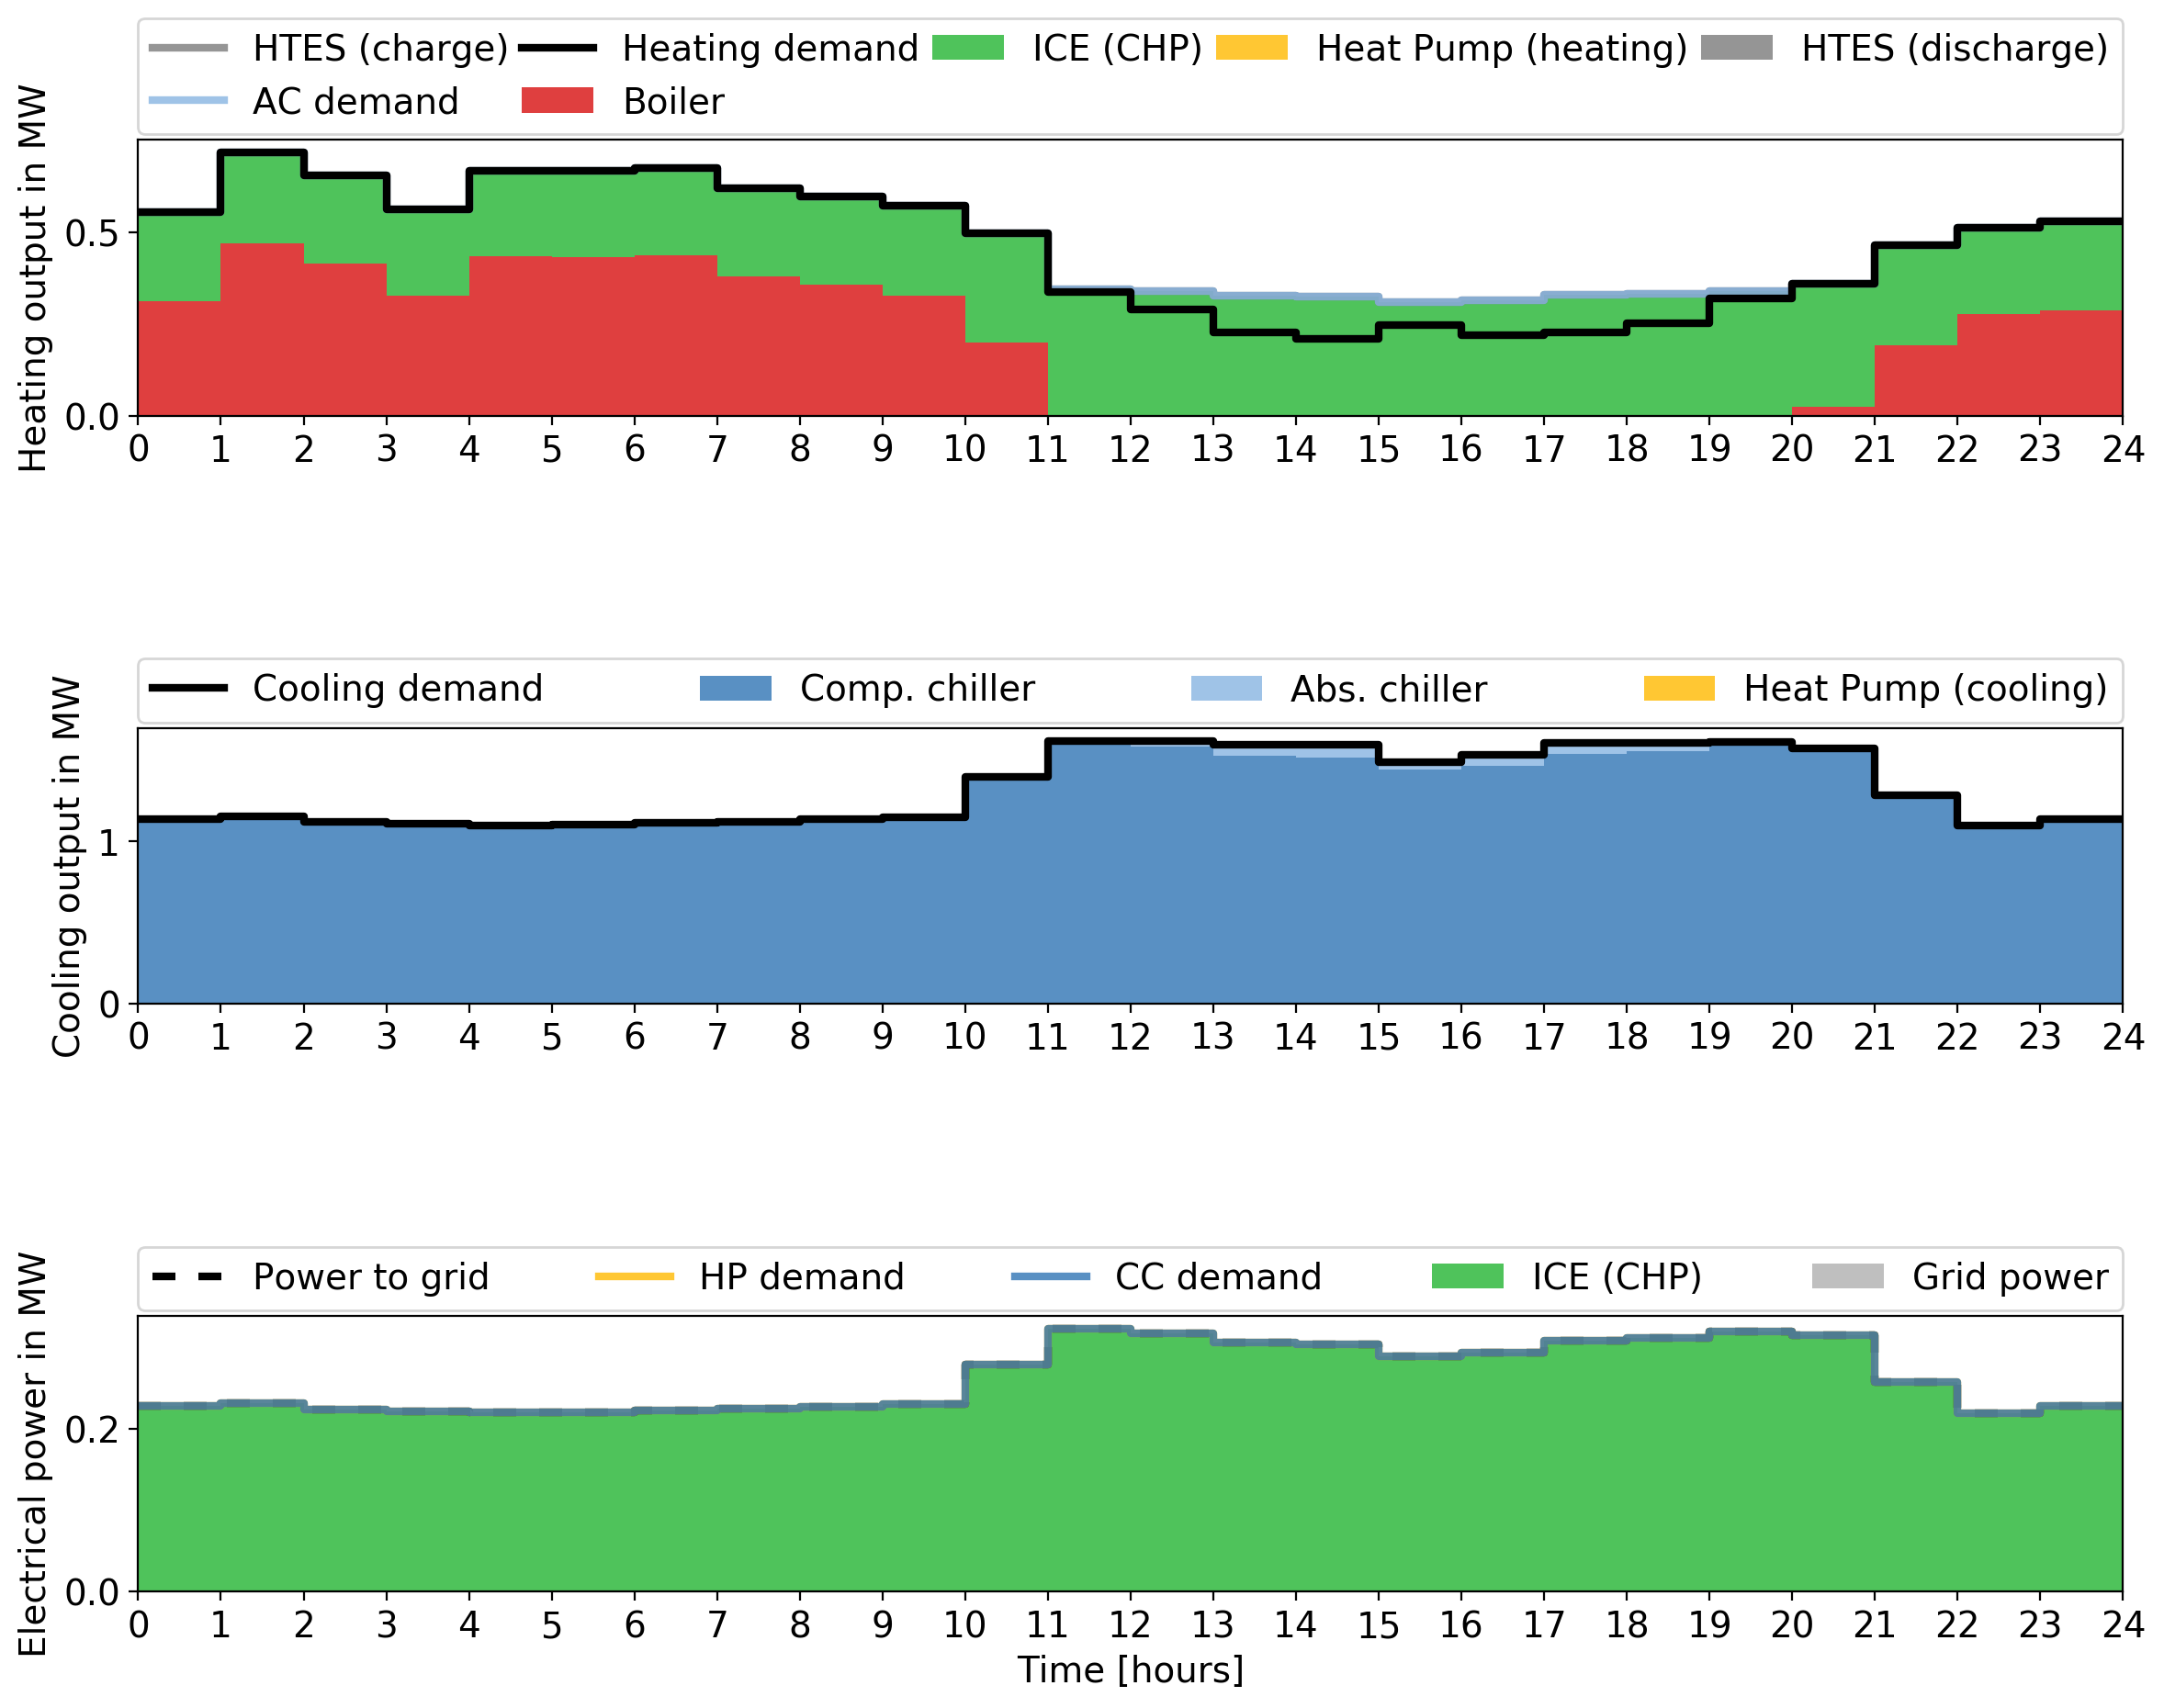 HTES (charge) Heating demand ICE (CHP) Heat Pump (heating) HTES (discharge)
AC demand Boiler
Heating output in MW
0.5
0.0
0 1 2 3 4 5 6 7 8 9 10 11 12 13 14 15 16 17 18 19 20 21 22 23 24
Cooling demand Comp. chiller Abs. chiller Heat Pump (cooling)
Cooling output in MW
1
0
0 1 2 3 4 5 6 7 8 9 10 11 12 13 14 15 16 17 18 19 20 21 22 23 24
Power to grid HP demand CC demand ICE (CHP) Grid power
Electrical power in MW
0.2
0.0
0 1 2 3 4 5 6 7 8 9 10 11 12 13 14 15 16 17 18 19 20 21 22 23 24
Time [hours]